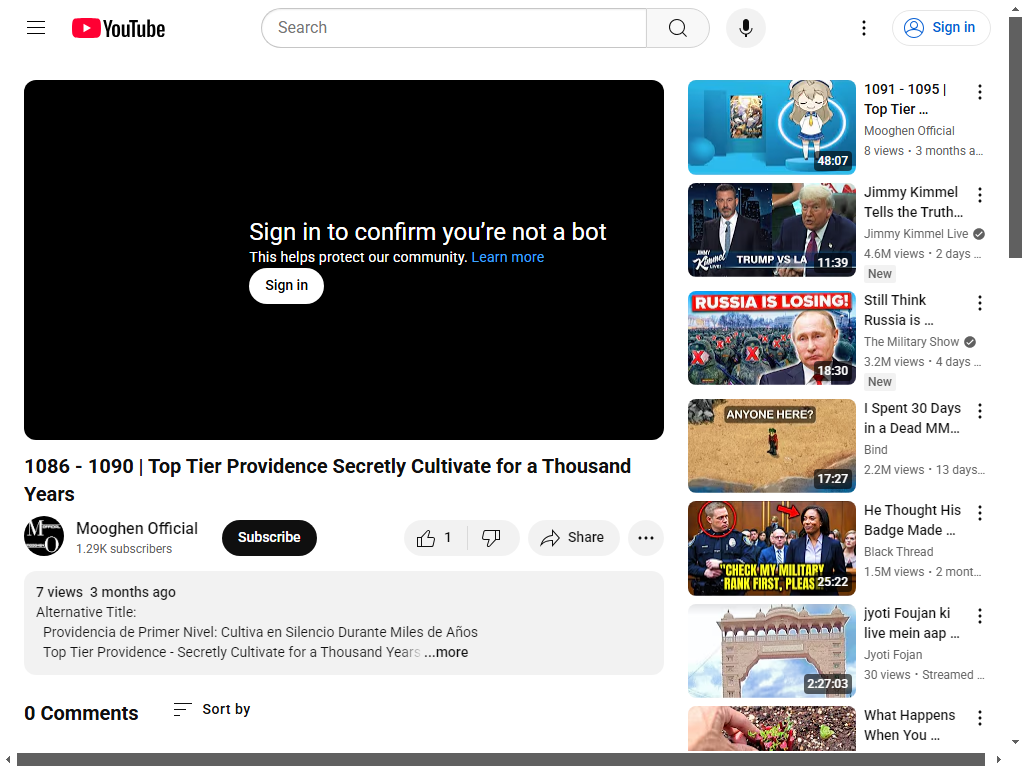 YouTube
Search
Sign in
Sign in to confirm you're not a bot
This helps protect our community. Learn more
Sign in
1086 - 1090 | Top Tier Providence Secretly Cultivate for a Thousand
Years
Mooghen Official
1.29K subscribers
Subscribe
1
Share
7 views 3 months ago
Alternative Title:
Providencia de Primer Nivel: Cultiva en Silencio Durante Miles de Años
Top Tier Providence - Secretly Cultivate for a Thousand Years ...more
0 Comments
Sort by
48:07
1091 - 1095 |
Top Tier ...
Mooghen Official
8 views • 3 months a...
JIMMY
Kimmel
LIVE!
TRUMP VS LA
11:39
Jimmy Kimmel
Tells the Truth...
Jimmy Kimmel Live
4.6M views • 2 days ...
New
RUSSIA IS LOSING!
18:30
Still Think
Russia is ...
The Military Show
3.2M views • 4 days ...
New
ANYONE HERE?
17:27
I Spent 30 Days
in a Dead MM...
Bind
2.2M views • 13 days...
"CHECK MY MILITARY
RANK FIRST, PLEAS
25:22
He Thought His
Badge Made ...
Black Thread
1.5M views • 2 mont...
2:27:03
jyoti Foujan ki
live mein aap ...
Jyoti Fojan
30 views • Streamed ...
What Happens
When You ...